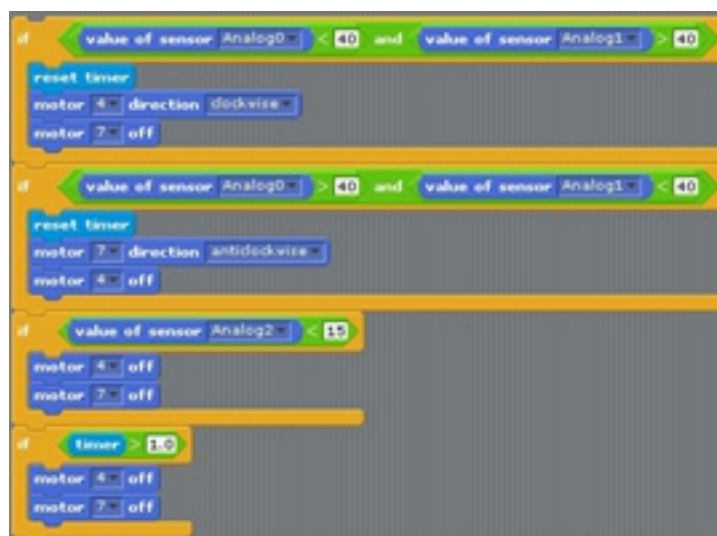 if value of sensor Analog0 < 40 and value of sensor Analog1 > 40
reset timer
motor 4 direction clockwise
motor 7 off
if value of sensor Analog0 > 40 and value of sensor Analog1 < 40
reset timer
motor 7 direction anticlockwise
motor 4 off
if value of sensor Analog2 < 15
motor 4 off
motor 7 off
if timer > 1.0
motor 4 off
motor 7 off